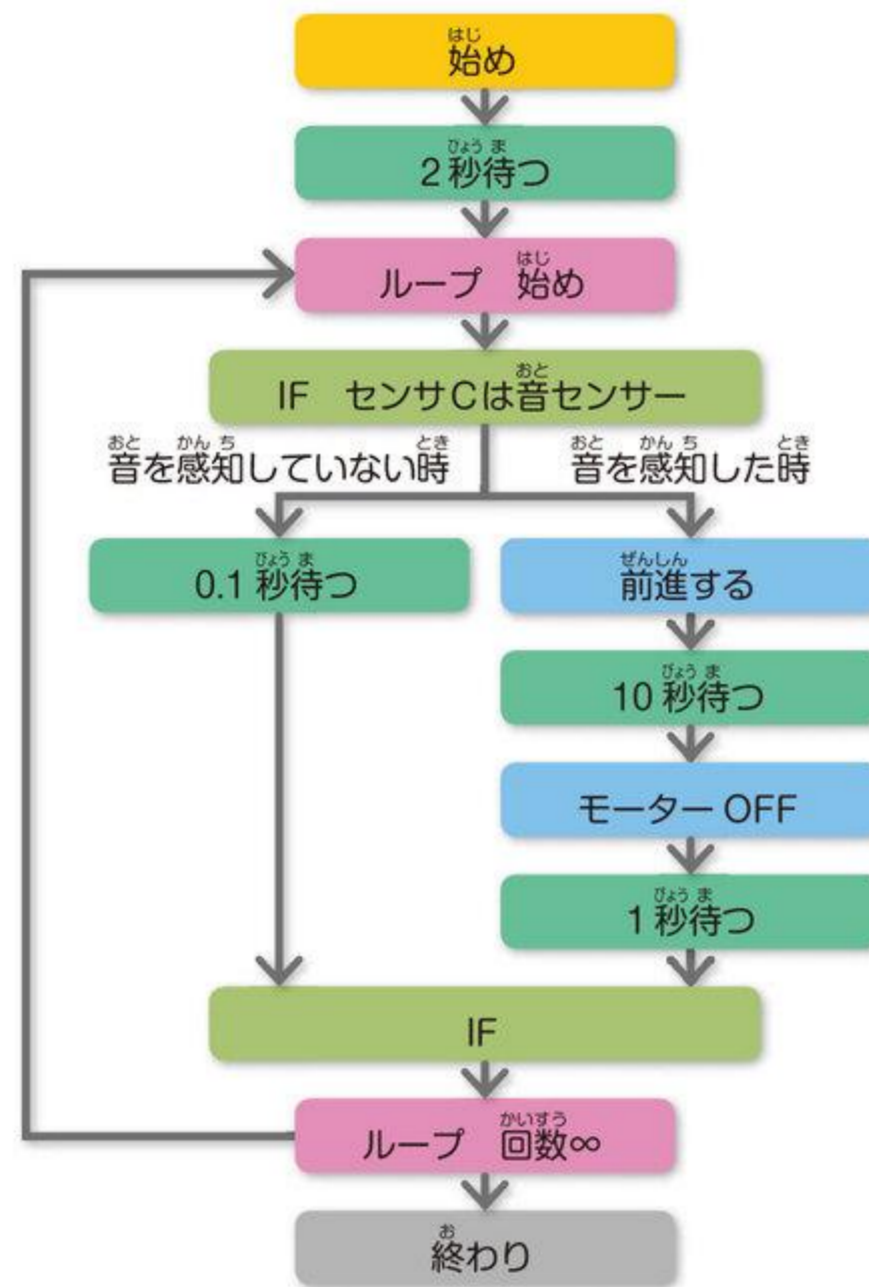 始め
2秒待つ
ループ　始め
IF　センサCは音センサー
音を感知していない時
音を感知した時
0.1秒待つ
前進する
10秒待つ
モーターOFF
1秒待つ
IF
ループ　回数∞
終わり